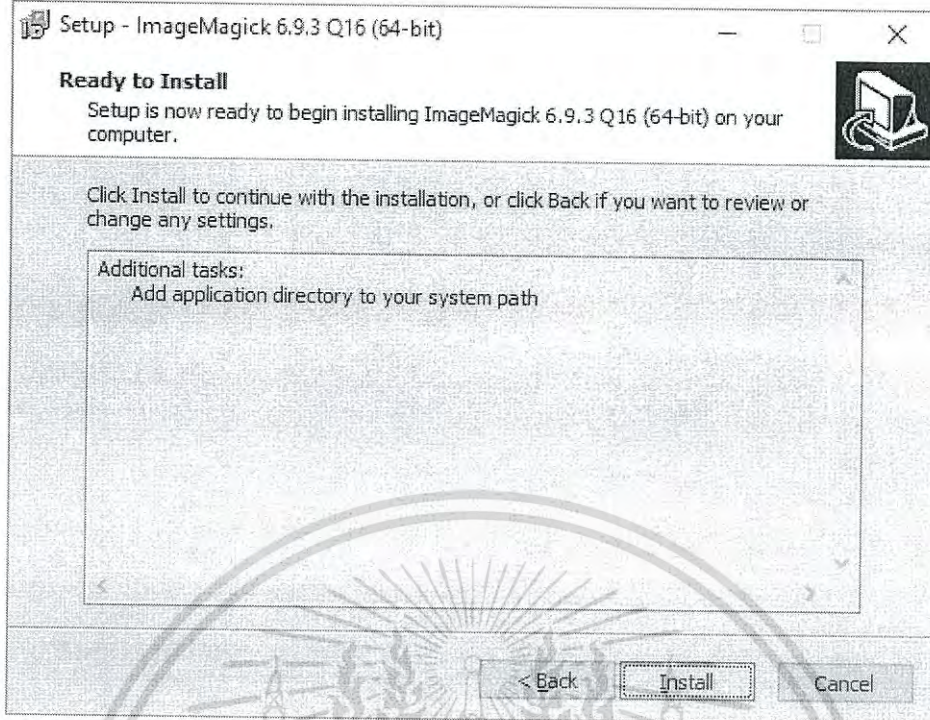 Setup - ImageMagick 6.9.3 Q16 (64-bit)
Ready to Install
Setup is now ready to begin installing ImageMagick 6.9.3 Q16 (64-bit) on your
computer.
Click Install to continue with the installation, or click Back if you want to review or
change any settings.
Additional tasks:
Add application directory to your system path
< Back
Install
Cancel